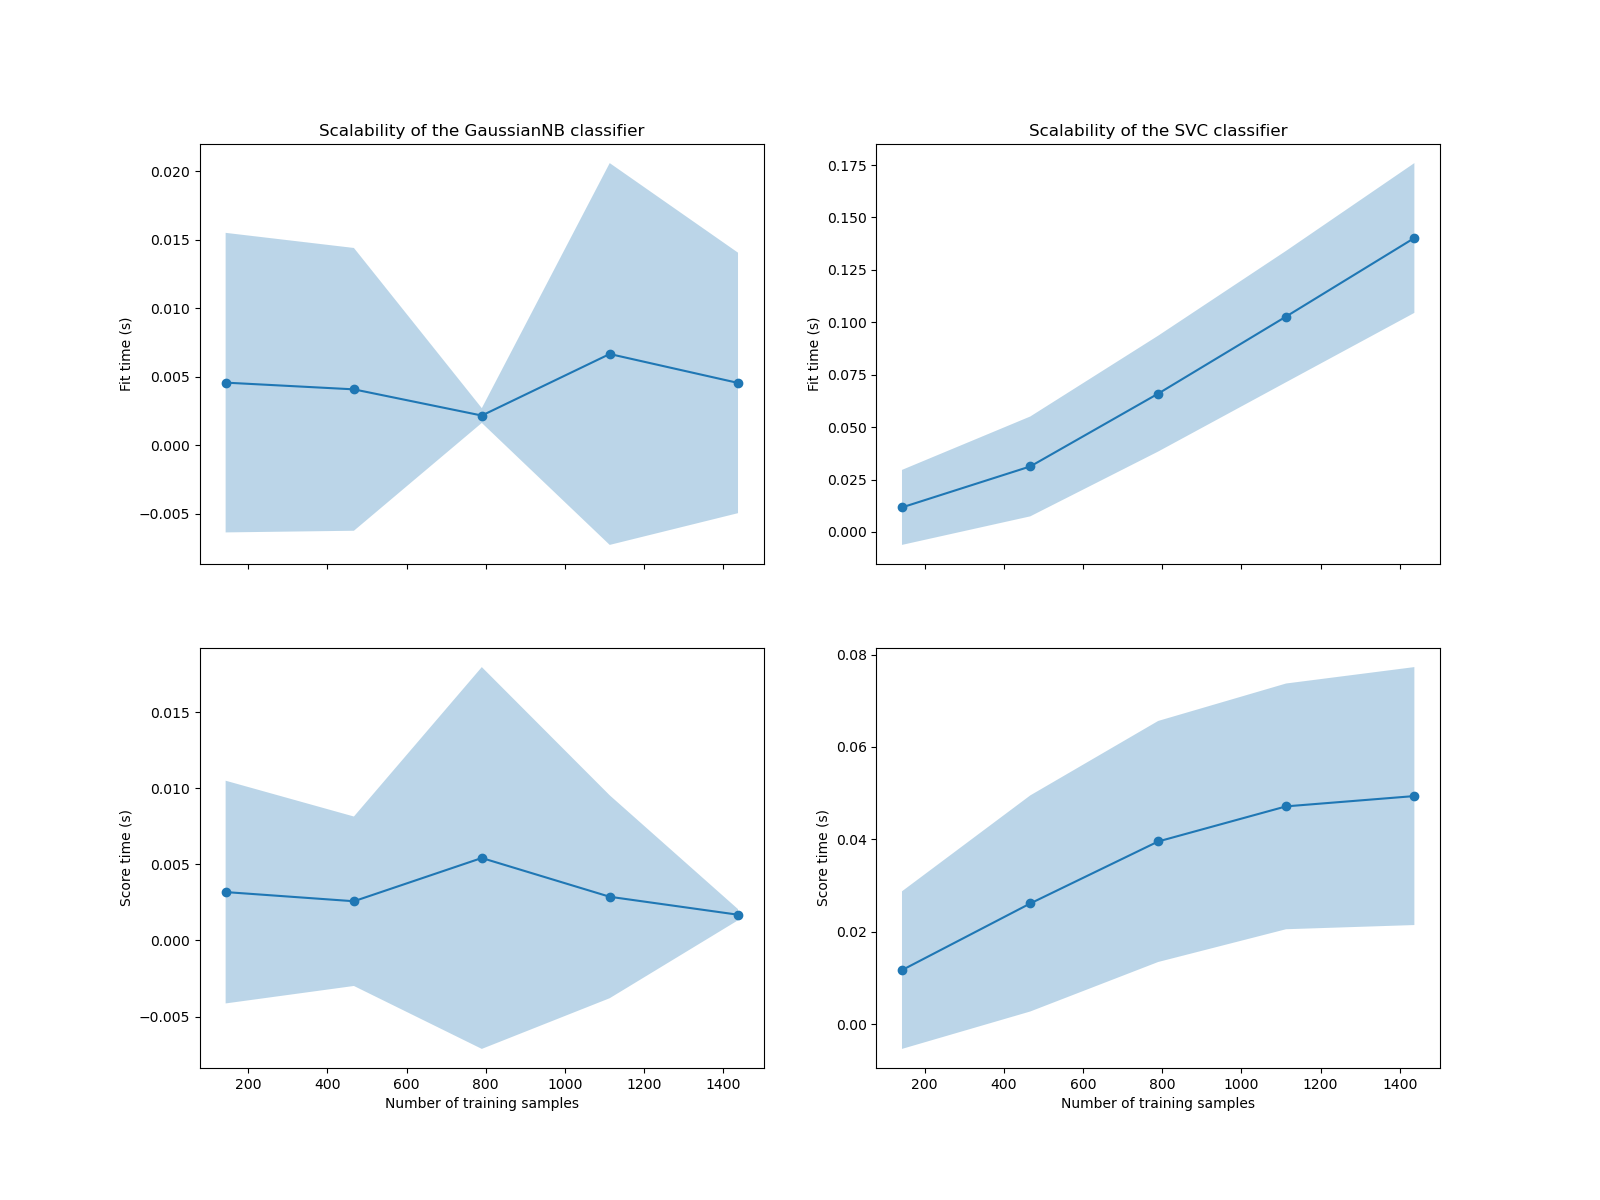 Scalability of the GaussianNB classifier
0.020
0.015
0.010
0.005
0.000
−0.005
Fit time (s)
Scalability of the SVC classifier
0.175
0.150
0.125
0.100
0.075
0.050
0.025
0.000
Fit time (s)
0.015
0.010
0.005
0.000
−0.005
Score time (s)
200 400 600 800 1000 1200 1400
Number of training samples
0.08
0.06
0.04
0.02
0.00
Score time (s)
200 400 600 800 1000 1200 1400
Number of training samples